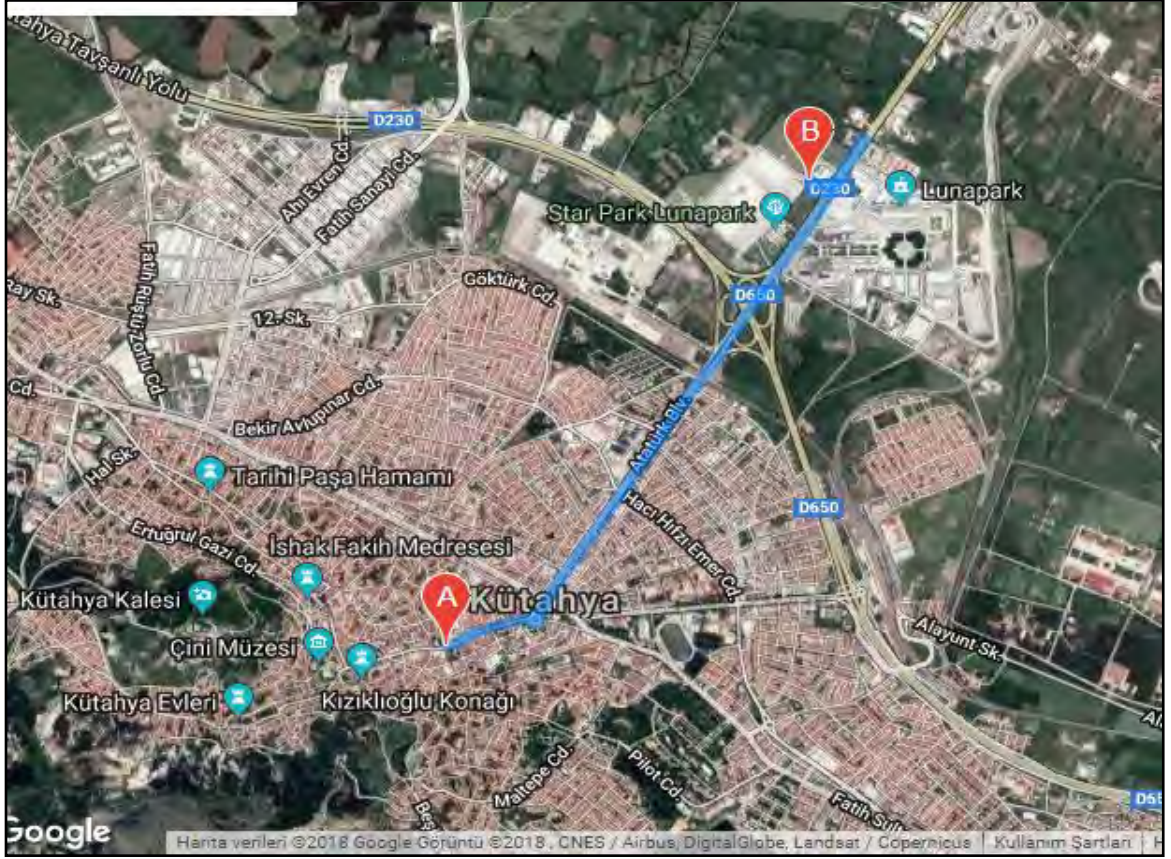 Kütahya Tavşanlı Yolu
D230
Ahi Evren Cd.
Fatih Sanayi Cd.
B
D230
Lunapark
Star Park Lunapark
Fatih Rüştü Zorlu Cd.
Göktürk Cd.
D650
Ray Sk.
12. Sk.
Cd.
Bekir Avlupınar Cd.
Atatürk Blv.
Hal Sk.
Tarihi Paşa Hamamı
Hacı Hıfzı Emer Cd.
D650
Ertuğrul Gazi Cd.
İshak Fakih Medresesi
Kütahya Kalesi
A
Kütahya
Çini Müzesi
Alayunt Sk.
Kütahya Evleri
Kızıklıoğlu Konağı
Maltepe Cd.
Pilot Cd.
Google
Harita verileri ©2018 Google Görüntü ©2018 , CNES / Airbus, DigitalGlobe, Landsat / Copernicus
Kullanım Şartları